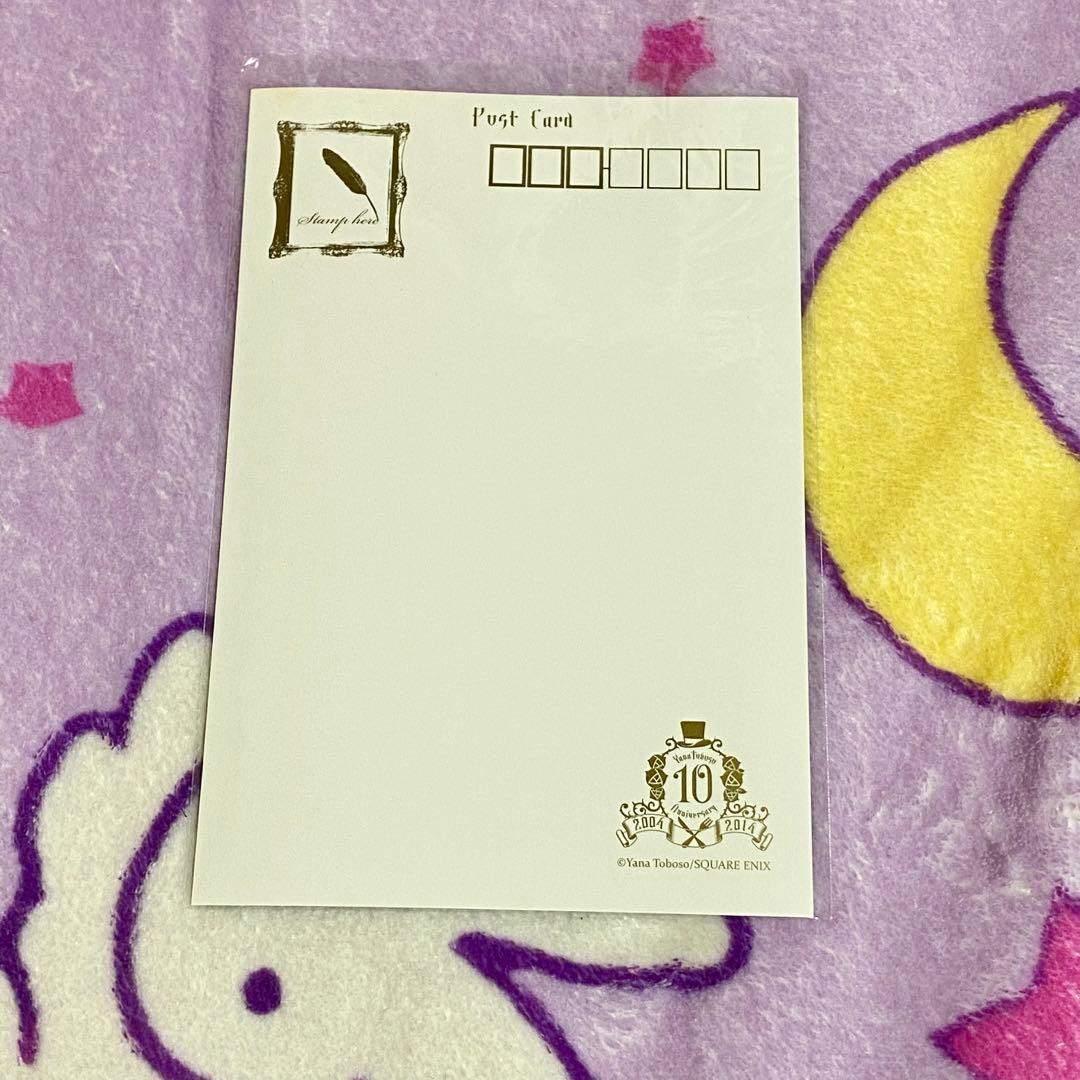 Post Card
Stamp here
Yana Toboso
10
Anniversary
2004 2014
©Yana Toboso/SQUARE ENIX